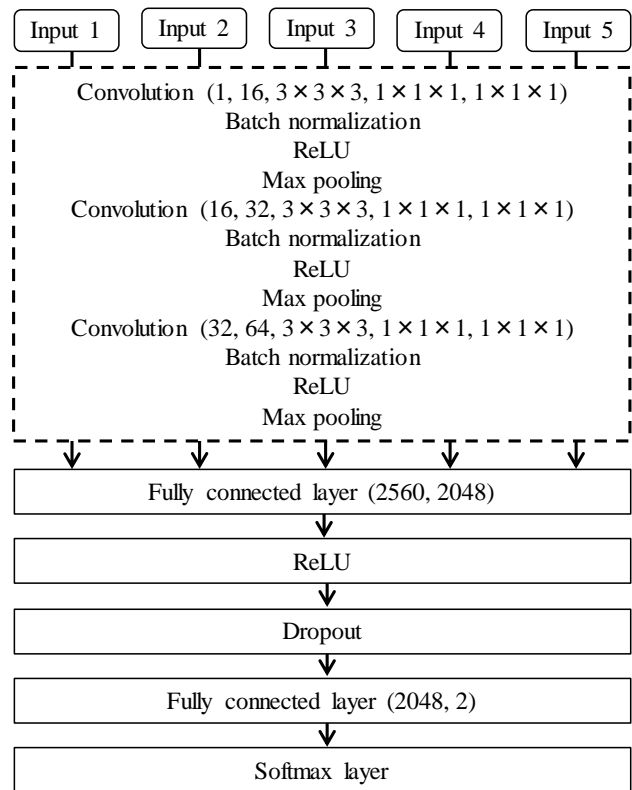 Input 1 Input 2 Input 3 Input 4 Input 5
Convolution (1, 16, 3×3×3, 1×1×1, 1×1×1)
Batch normalization
ReLU
Max pooling
Convolution (16, 32, 3×3×3, 1×1×1, 1×1×1)
Batch normalization
ReLU
Max pooling
Convolution (32, 64, 3×3×3, 1×1×1, 1×1×1)
Batch normalization
ReLU
Max pooling
Fully connected layer (2560, 2048)
ReLU
Dropout
Fully connected layer (2048, 2)
Softmax layer